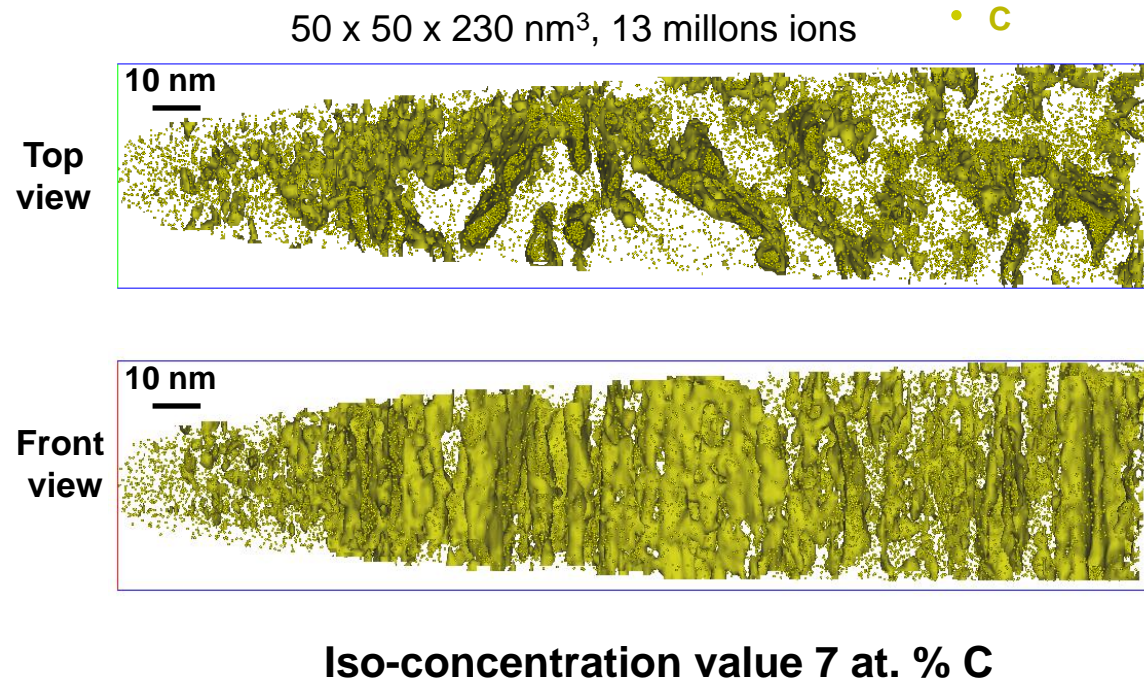 50 x 50 x 230 nm³, 13 millons ions
• C
10 nm
Top
view
10 nm
Front
view
Iso-concentration value 7 at. % C